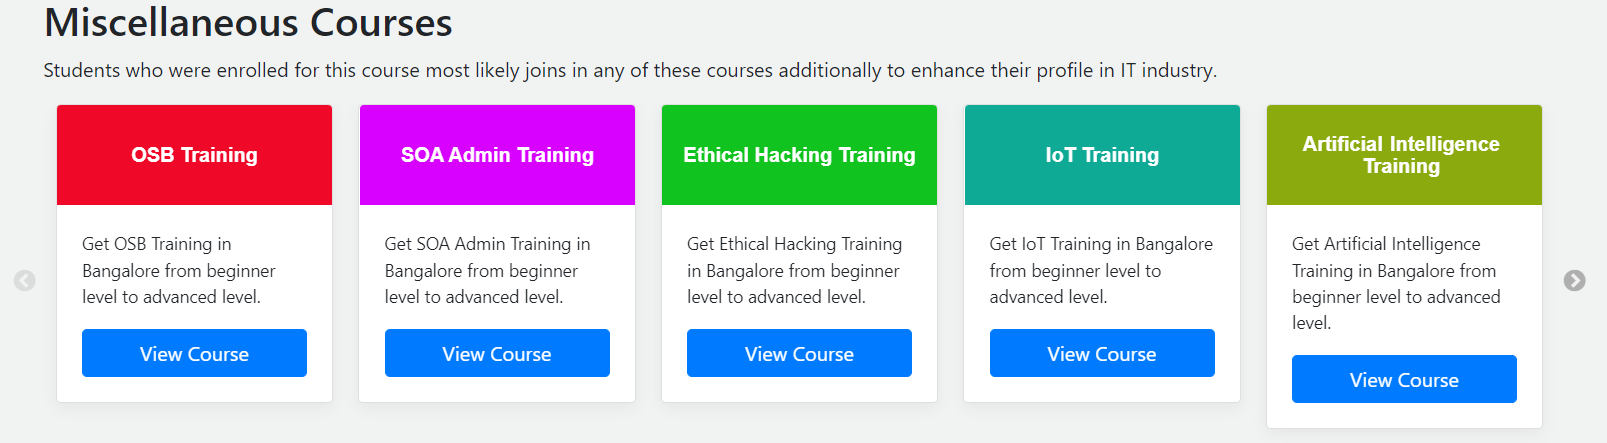 Miscellaneous Courses
Students who were enrolled for this course most likely joins in any of these courses additionally to enhance their profile in IT industry.
OSB Training
Get OSB Training in
Bangalore from beginner
level to advanced level.
View Course
SOA Admin Training
Get SOA Admin Training in
Bangalore from beginner
level to advanced level.
View Course
Ethical Hacking Training
Get Ethical Hacking Training
in Bangalore from beginner
level to advanced level.
View Course
IoT Training
Get IoT Training in Bangalore
from beginner level to
advanced level.
View Course
Artificial Intelligence
Training
Get Artificial Intelligence
Training in Bangalore from
beginner level to advanced
level.
View Course